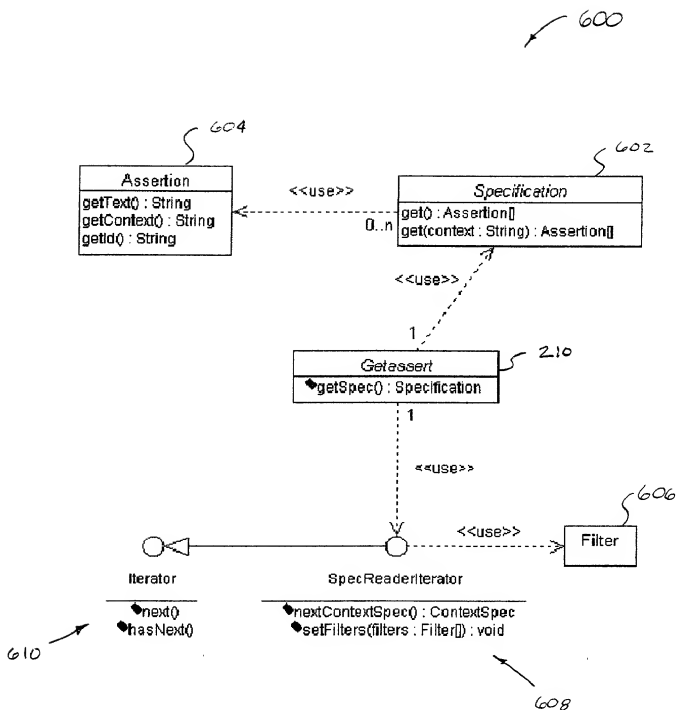 600
604
602
Assertion
<<use>>
Specification
getText() : String
getContext() : String
getId() : String
0..n
get() : Assertion[]
get(context : String) : Assertion[]
<<use>>
1
210
Getassert
getSpec() : Specification
1
<<use>>
606
<<use>>
Filter
Iterator
SpecReaderIterator
next()
hasNext()
nextContextSpec() : ContextSpec
setFilters(filters : Filter[]) : void
610
608